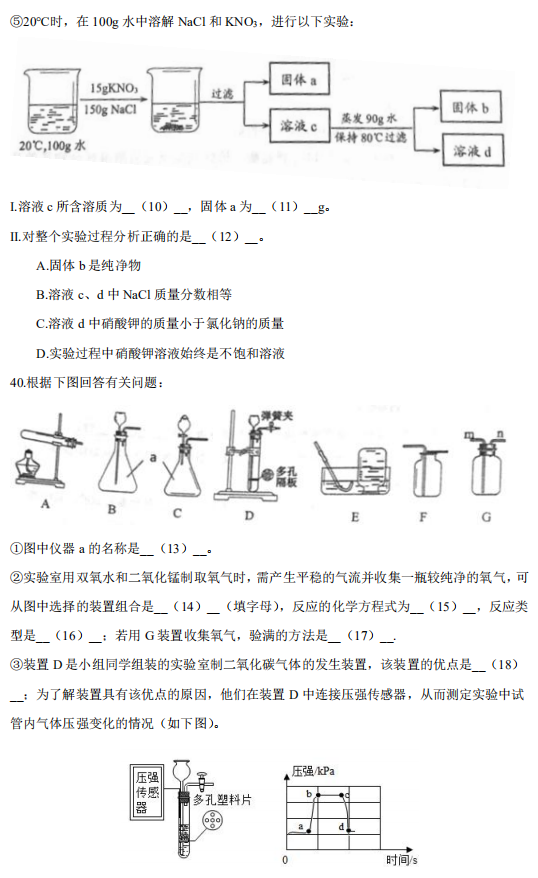 ⑤20℃时，在 100g 水中溶解 NaCl 和 KNO₃，进行以下实验：
15gKNO₃
150g NaCl
20℃,100g 水
过滤
固体 a
溶液 c
蒸发 90g 水
保持 80℃过滤
固体 b
溶液 d
I.溶液 c 所含溶质为__（10）__，固体 a 为__（11）__g。
II.对整个实验过程分析正确的是__（12）__。
A.固体 b 是纯净物
B.溶液 c、d 中 NaCl 质量分数相等
C.溶液 d 中硝酸钾的质量小于氯化钠的质量
D.实验过程中硝酸钾溶液始终是不饱和溶液
40.根据下图回答有关问题：
a
弹簧夹
多孔
隔板
m n
A B C D E F G
①图中仪器 a 的名称是__（13）__。
②实验室用双氧水和二氧化锰制取氧气时，需产生平稳的气流并收集一瓶较纯净的氧气，可
从图中选择的装置组合是__（14）__（填字母），反应的化学方程式为__（15）__，反应类
型是__（16）__；若用 G 装置收集氧气，验满的方法是__（17）__.
③装置 D 是小组同学组装的实验室制二氧化碳气体的发生装置，该装置的优点是__（18）
__；为了解装置具有该优点的原因，他们在装置 D 中连接压强传感器，从而测定实验中试
管内气体压强变化的情况（如下图）。
压强
传感
器
多孔塑料片
压强/kPa
b c
a d
0 时间/s